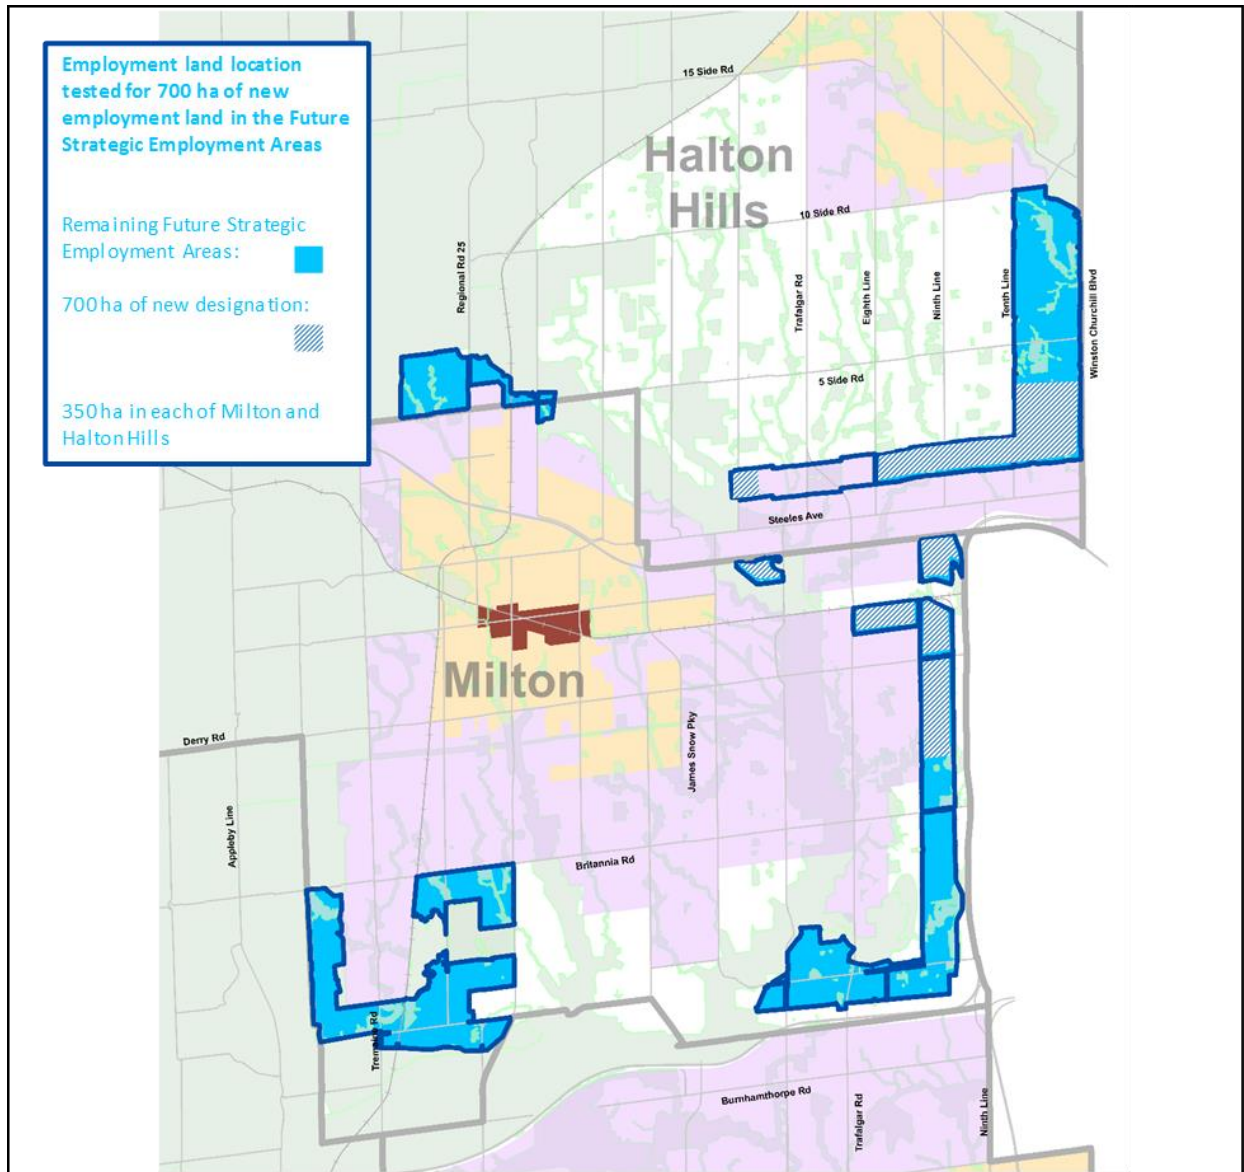 Employment land location
tested for 700 ha of new
employment land in the Future
Strategic Employment Areas
Remaining Future Strategic
Employment Areas:
700 ha of new designation:
350 ha in each of Milton and
Halton Hills
15 Side Rd
Halton
Hills
10 Side Rd
Regional Rd 25
Trafalgar Rd
Eighth Line
Ninth Line
Tenth Line
Winston Churchill Blvd
5 Side Rd
Steeles Ave
Milton
James Snow Pky
Derry Rd
Appleby Line
Britannia Rd
Tremaine Rd
Burnhamthorpe Rd
Trafalgar Rd
Ninth Line